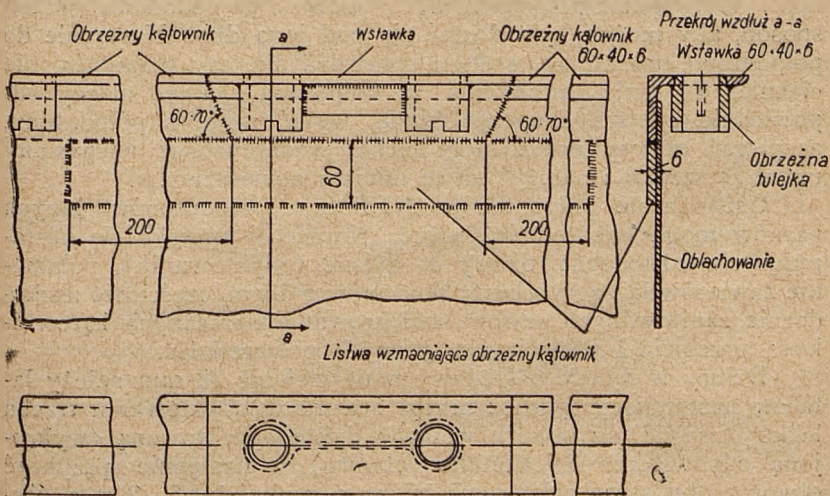 Obrzeżny kątownik
a
Wstawka
Obrzeżny kątownik
60×40×6
Przekrój wzdłuż a-a
Wstawka 60·40×6
60·70°
60·70°
60
6
Obrzeżna
tulejka
200
200
Oblachowanie
a
Listwa wzmacniająca obrzeżny kątownik